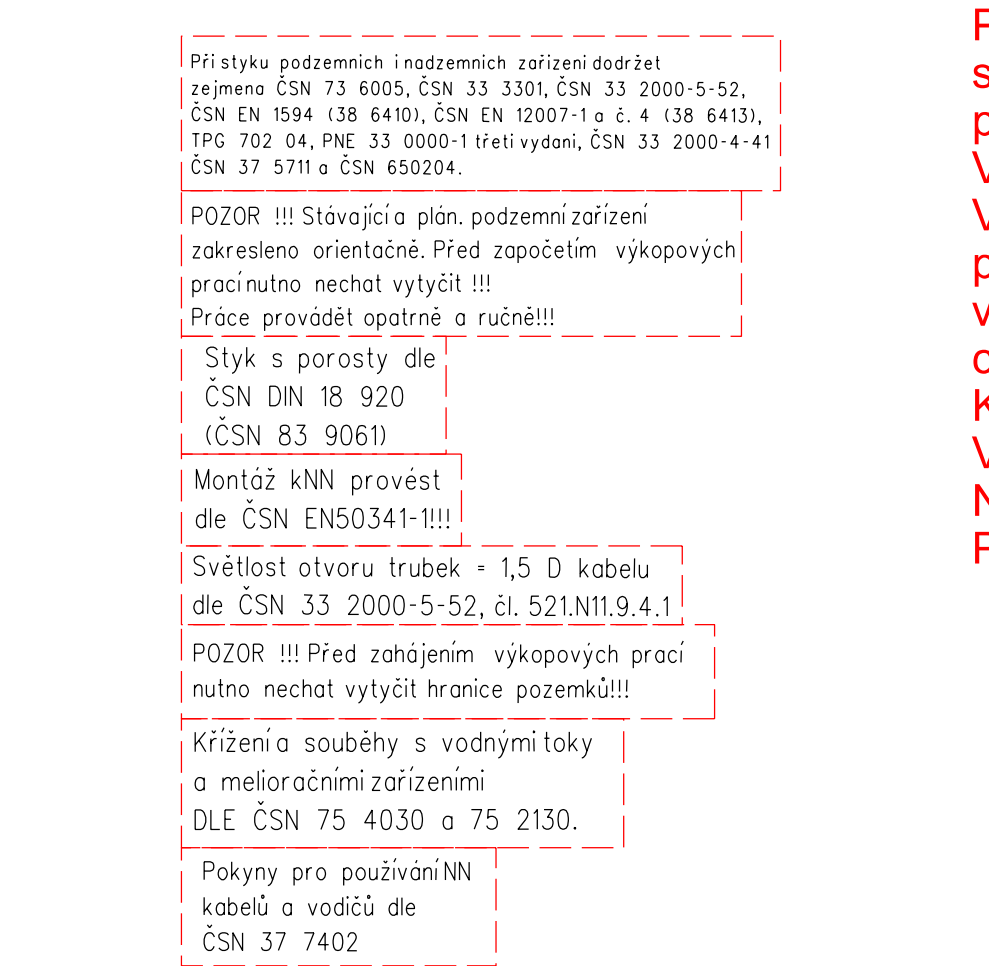 Při styku podzemnich i nadzemnich zařizeni dodržet
zejmena ČSN 73 6005, ČSN 33 3301, ČSN 33 2000-5-52,
ČSN EN 1594 (38 6410), ČSN EN 12007-1 a č. 4 (38 6413),
TPG 702 04, PNE 33 0000-1 třeti vydani, ČSN 33 2000-4-41
ČSN 37 5711 a ČSN 650204.
POZOR !!! Stávající a plán. podzemní zařízení
zakresleno orientačně. Před započetím výkopových
prací nutno nechat vytyčit !!!
Práce provádět opatrně a ručně!!!
Styk s porosty dle
ČSN DIN 18 920
(ČSN 83 9061)
Montáž kNN provést
dle ČSN EN50341-1!!!
Světlost otvoru trubek = 1,5 D kabelu
dle ČSN 33 2000-5-52, čl. 521.N11.9.4.1
POZOR !!! Před zahájením výkopových prací
nutno nechat vytyčit hranice pozemků!!!
Křížení a souběhy s vodnými toky
a melioračními zařízeními
DLE ČSN 75 4030 a 75 2130.
Pokyny pro používání NN
kabelů a vodičů dle
ČSN 37 7402